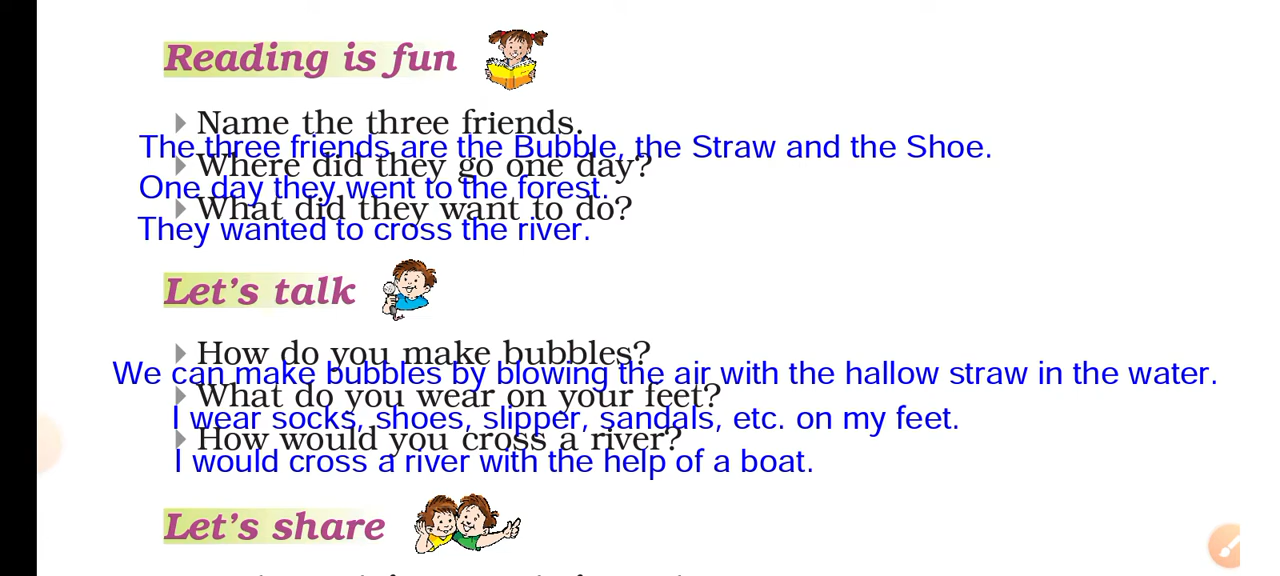 Reading is fun
Name the three friends.
The three friends are the Bubble, the Straw and the Shoe.
Where did they go one day?
One day they went to the forest.
What did they want to do?
They wanted to cross the river.
Let's talk
How do you make bubbles?
We can make bubbles by blowing the air with the hallow straw in the water.
What do you wear on your feet?
I wear socks, shoes, slipper, sandals, etc. on my feet.
How would you cross a river?
I would cross a river with the help of a boat.
Let's share